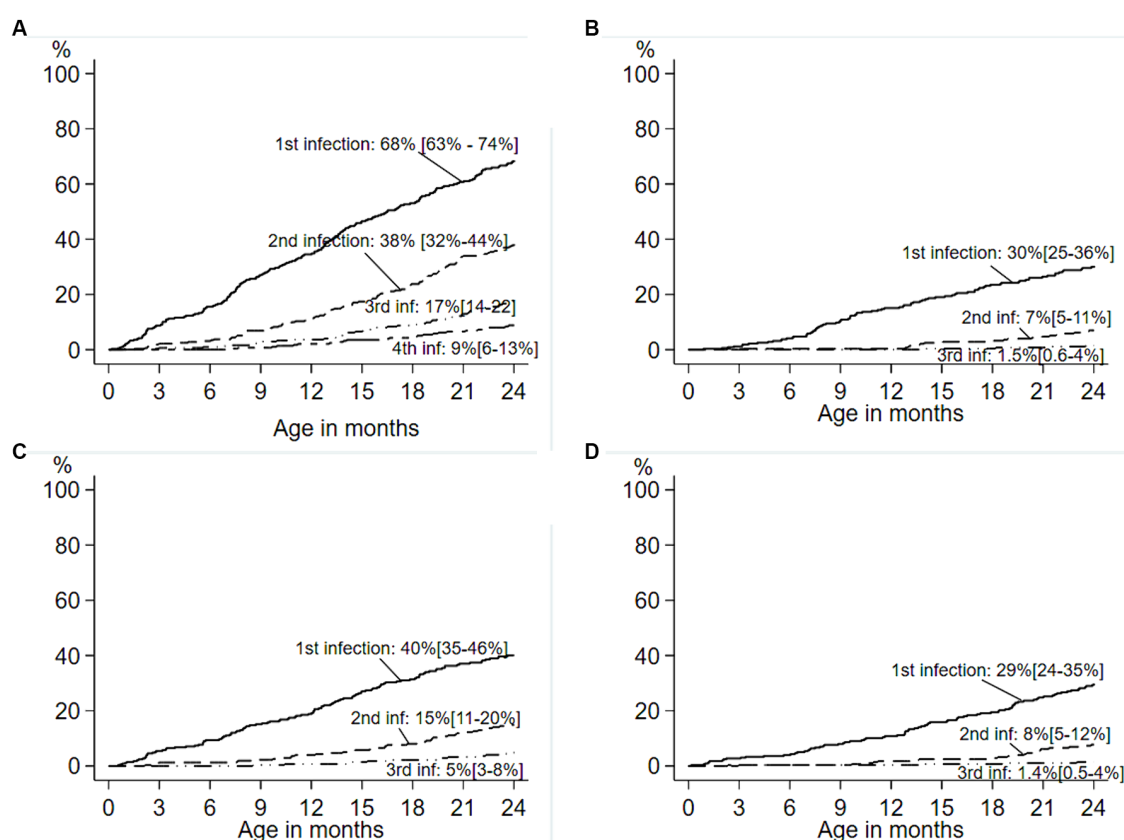 A
%
100
80
60
40
20
0
1st infection: 68% [63% - 74%]
2nd infection: 38% [32%-44%]
3rd inf: 17%[14-22]
4th inf: 9%[6-13%]
0 3 6 9 12 15 18 21 24
Age in months
B
%
100
80
60
40
20
0
1st infection: 30%[25-36%]
2nd inf: 7%[5-11%]
3rd inf: 1.5%[0.6-4%]
0 3 6 9 12 15 18 21 24
Age in months
C
%
100
80
60
40
20
0
1st infection: 40%[35-46%]
2nd inf: 15%[11-20%]
3rd inf: 5%[3-8%]
0 3 6 9 12 15 18 21 24
Age in months
D
%
100
80
60
40
20
0
1st infection: 29%[24-35%]
2nd inf: 8%[5-12%]
3rd inf: 1.4%[0.5-4%]
0 3 6 9 12 15 18 21 24
Age in months